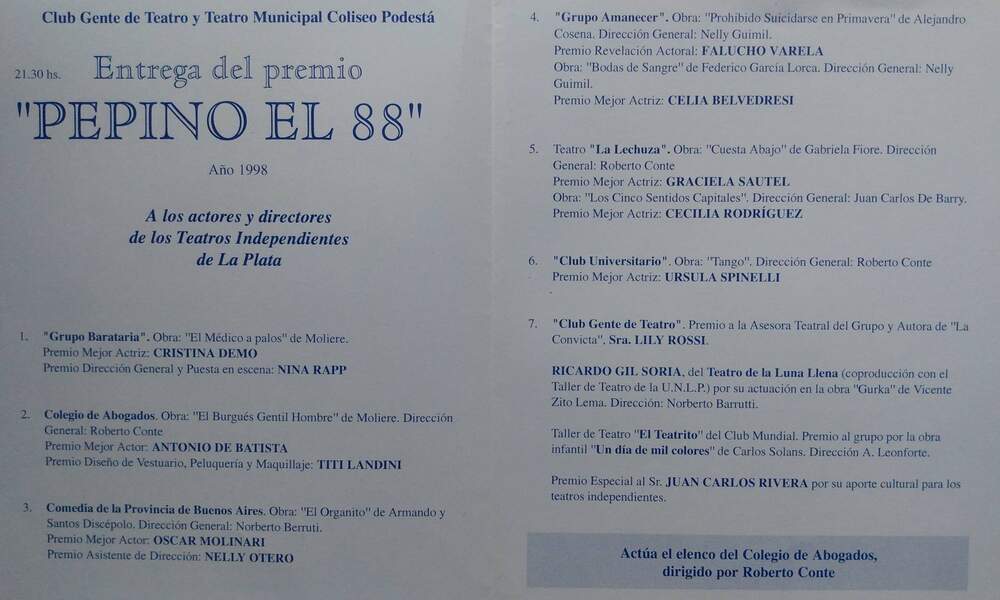 Club Gente de Teatro y Teatro Municipal Coliseo Podestá
21.30 hs.
Entrega del premio
"PEPINO EL 88"
Año 1998
A los actores y directores
de los Teatros Independientes
de La Plata
1. "Grupo Barataria". Obra: "El Médico a palos" de Moliere.
Premio Mejor Actriz: CRISTINA DEMO
Premio Dirección General y Puesta en escena: NINA RAPP
2. Colegio de Abogados. Obra: "El Burgués Gentil Hombre" de Moliere. Dirección
General: Roberto Conte
Premio Mejor Actor: ANTONIO DE BATISTA
Premio Diseño de Vestuario, Peluquería y Maquillaje: TITI LANDINI
3. Comedia de la Provincia de Buenos Aires. Obra: "El Organito" de Armando y
Santos Discépolo. Dirección General: Norberto Berruti.
Premio Mejor Actor: OSCAR MOLINARI
Premio Asistente de Dirección: NELLY OTERO
4. "Grupo Amanecer". Obra: "Prohibido Suicidarse en Primavera" de Alejandro
Cosena. Dirección General: Nelly Guimil.
Premio Revelación Actoral: FALUCHO VARELA
Obra: "Bodas de Sangre" de Federico García Lorca. Dirección General: Nelly
Guimil.
Premio Mejor Actriz: CELIA BELVEDRESI
5. Teatro "La Lechuza". Obra: "Cuesta Abajo" de Gabriela Fiore. Dirección
General: Roberto Conte
Premio Mejor Actriz: GRACIELA SAUTEL
Obra: "Los Cinco Sentidos Capitales". Dirección General: Juan Carlos De Barry.
Premio Mejor Actriz: CECILIA RODRÍGUEZ
6. "Club Universitario". Obra: "Tango". Dirección General: Roberto Conte
Premio Mejor Actriz: URSULA SPINELLI
7. "Club Gente de Teatro". Premio a la Asesora Teatral del Grupo y Autora de "La
Convicta". Sra. LILY ROSSI.
RICARDO GIL SORIA, del Teatro de la Luna Llena (coproducción con el
Taller de Teatro de la U.N.L.P.) por su actuación en la obra "Gurka" de Vicente
Zito Lema. Dirección: Norberto Barrutti.
Taller de Teatro "El Teatrito" del Club Mundial. Premio al grupo por la obra
infantil "Un día de mil colores" de Carlos Solans. Dirección A. Leonforte.
Premio Especial al Sr. JUAN CARLOS RIVERA por su aporte cultural para los
teatros independientes.
Actúa el elenco del Colegio de Abogados,
dirigido por Roberto Conte